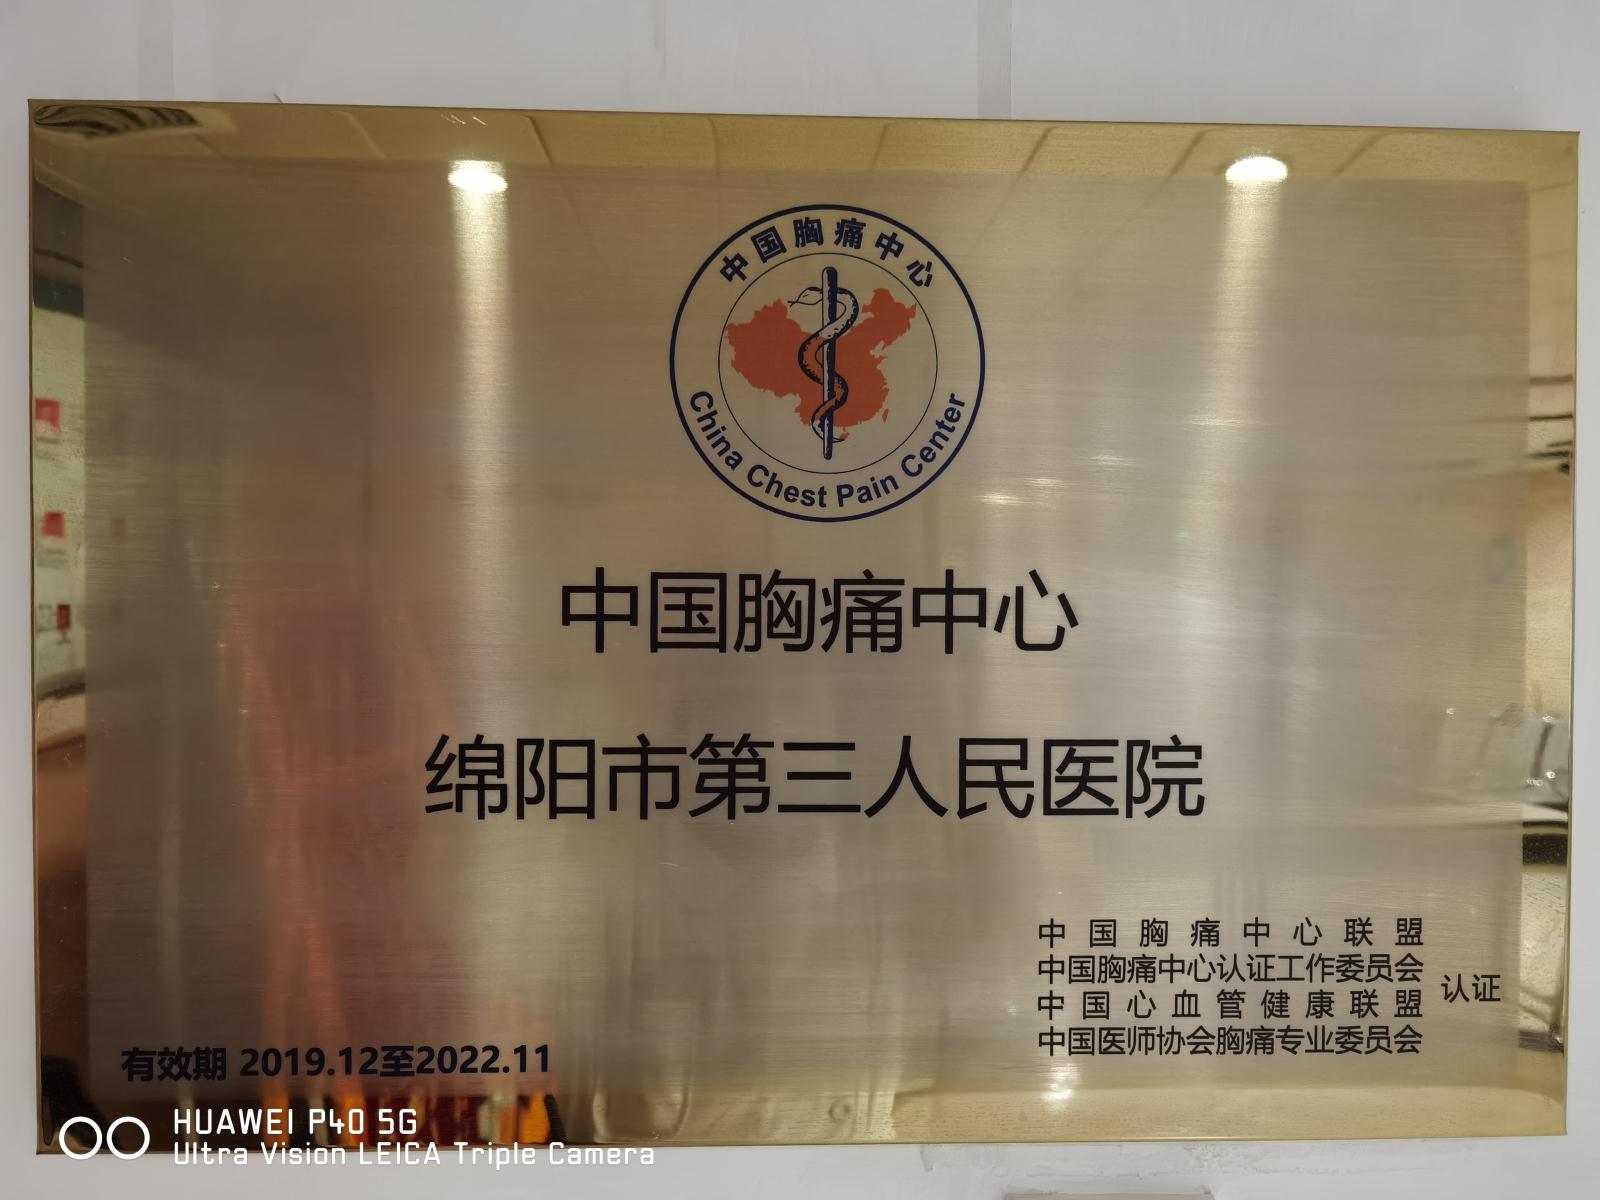 中国胸痛中心
China Chest Pain Center
中国胸痛中心
绵阳市第三人民医院
中国胸痛中心联盟
中国胸痛中心认证工作委员会
中国心血管健康联盟
中国医师协会胸痛专业委员会
认证
有效期 2019.12至2022.11
HUAWEI P40 5G
Ultra Vision LEICA Triple Camera